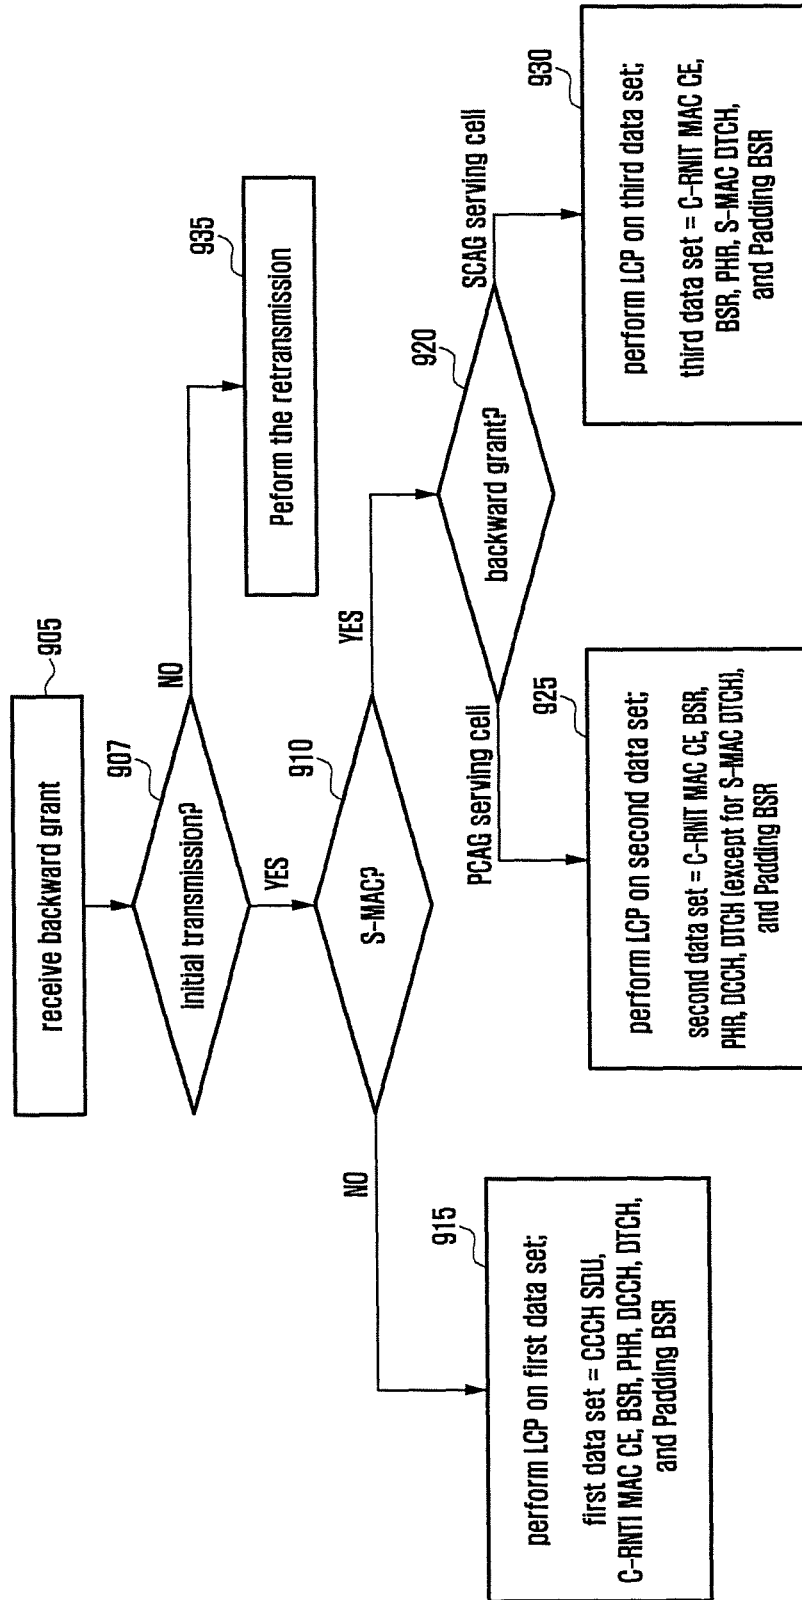 receive backward grant
905
initial transmission?
907
NO
YES
Peform the retransmission
935
S-MAC?
910
NO
YES
perform LCP on first data set;
first data set = CCCH SDU,
C-RNTI MAC CE, BSR, PHR, DCCH, DTCH,
and Padding BSR
915
backward grant?
920
PCAG serving cell
SCAG serving cell
perform LCP on second data set;
second data set = C-RNIT MAC CE, BSR,
PHR, DCCH, DTCH (except for S-MAC DTCH),
and Padding BSR
925
perform LCP on third data set;
third data set = C-RNIT MAC CE,
BSR, PHR, S-MAC DTCH,
and Padding BSR
930